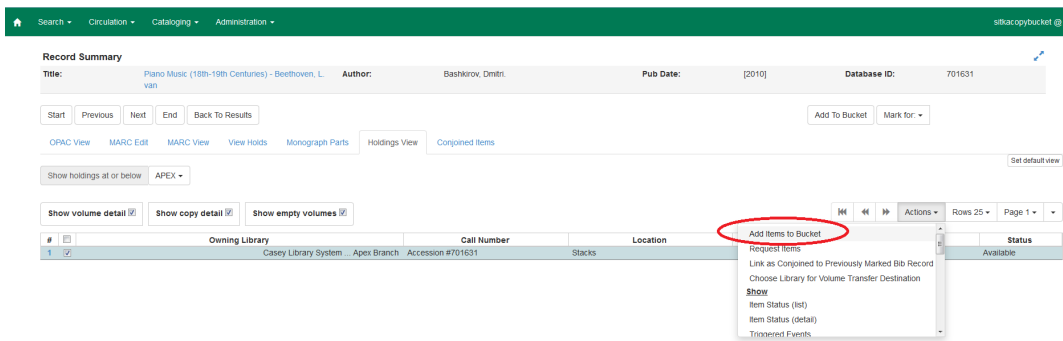 Search Circulation Cataloging Administration sitkacopybucket @
Record Summary
Title: Piano Music (18th-19th Centuries) - Beethoven, L. van Author: Bashkirov, Dmitri. Pub Date: [2010] Database ID: 701631
Start Previous Next End Back To Results Add To Bucket Mark for:
OPAC View MARC Edit MARC View View Holds Monograph Parts Holdings View Conjoined Items
Set default view
Show holdings at or below APEX
Show volume detail Show copy detail Show empty volumes Actions Rows 25 Page 1
# Owning Library Call Number Location Status
1 Casey Library System ... Apex Branch Accession #701631 Stacks Available
Add Items to Bucket
Request Items
Link as Conjoined to Previously Marked Bib Record
Choose Library for Volume Transfer Destination
Show
Item Status (list)
Item Status (detail)
Triggered Events